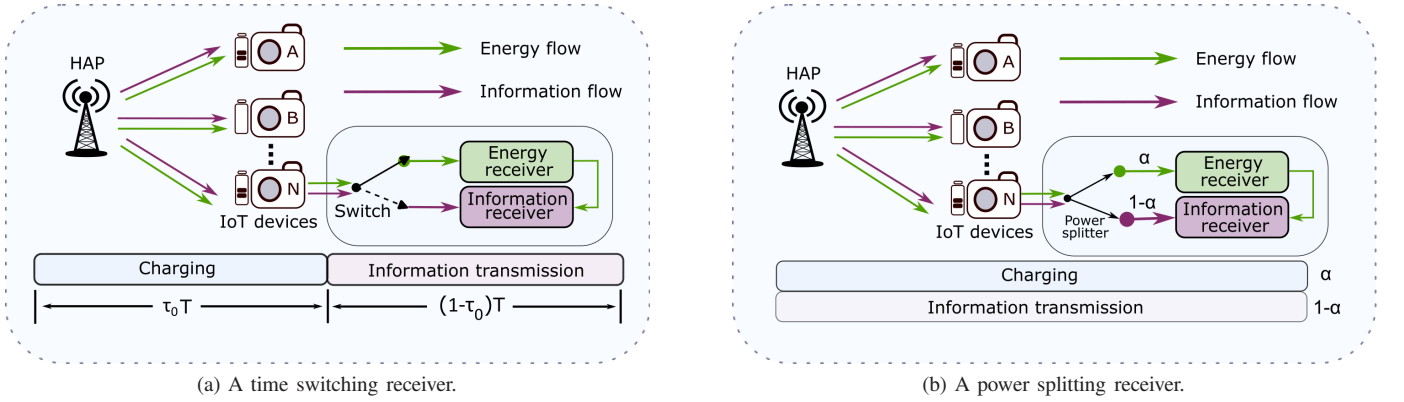 HAP
A
B
N
IoT devices
Energy flow
Information flow
Switch
Energy
receiver
Information
receiver
Charging
Information transmission
τ₀T
(1-τ₀)T
(a) A time switching receiver.
HAP
A
B
N
IoT devices
Energy flow
Information flow
Power
splitter
α
1-α
Energy
receiver
Information
receiver
Charging
α
Information transmission
1-α
(b) A power splitting receiver.